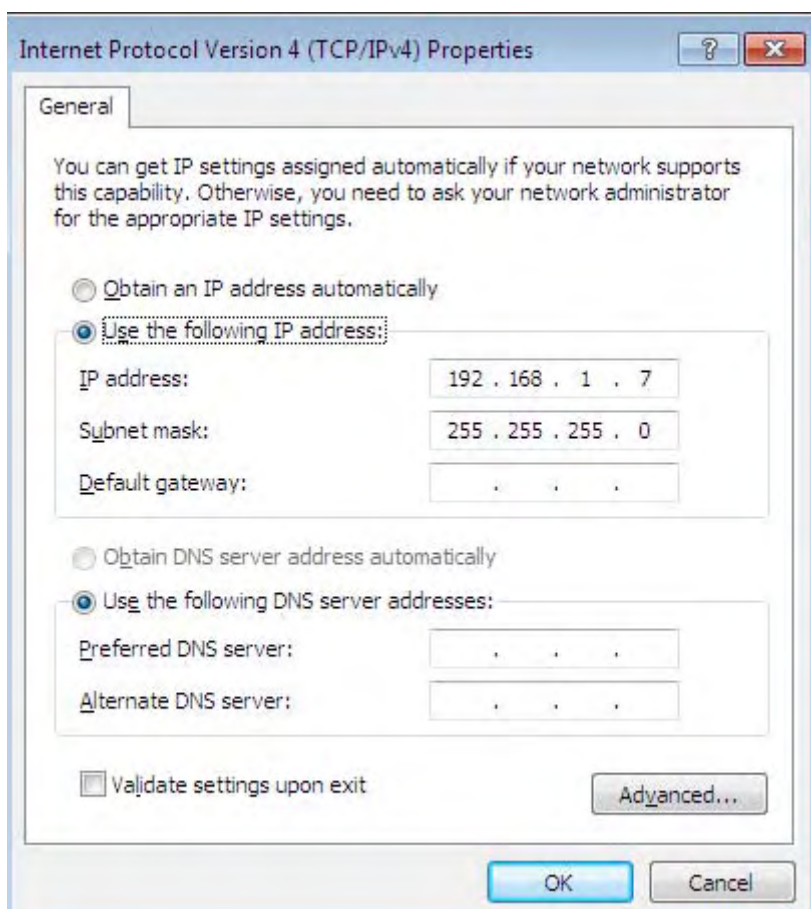 Internet Protocol Version 4 (TCP/IPv4) Properties
General
You can get IP settings assigned automatically if your network supports
this capability. Otherwise, you need to ask your network administrator
for the appropriate IP settings.
Obtain an IP address automatically
Use the following IP address:
IP address: 192 . 168 . 1 . 7
Subnet mask: 255 . 255 . 255 . 0
Default gateway: . . .
Obtain DNS server address automatically
Use the following DNS server addresses:
Preferred DNS server: . . .
Alternate DNS server: . . .
Validate settings upon exit
Advanced...
OK Cancel